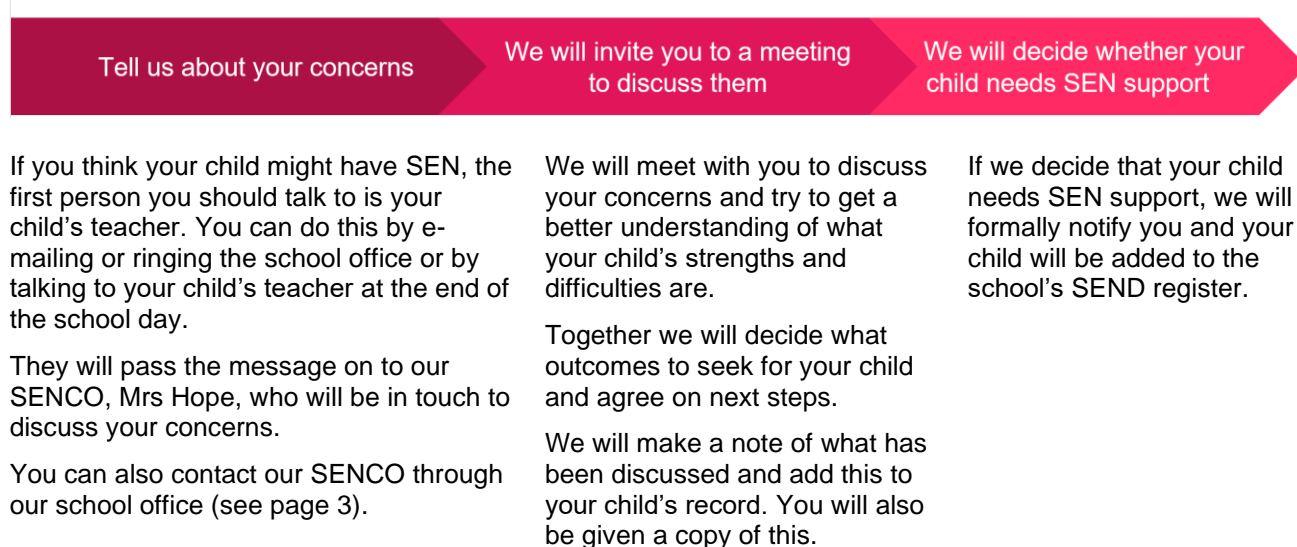 Tell us about your concerns
We will invite you to a meeting
to discuss them
We will decide whether your
child needs SEN support
If you think your child might have SEN, the
first person you should talk to is your
child's teacher. You can do this by e-
mailing or ringing the school office or by
talking to your child's teacher at the end of
the school day.
They will pass the message on to our
SENCO, Mrs Hope, who will be in touch to
discuss your concerns.
You can also contact our SENCO through
our school office (see page 3).
We will meet with you to discuss
your concerns and try to get a
better understanding of what
your child's strengths and
difficulties are.
Together we will decide what
outcomes to seek for your child
and agree on next steps.
We will make a note of what has
been discussed and add this to
your child's record. You will also
be given a copy of this.
If we decide that your child
needs SEN support, we will
formally notify you and your
child will be added to the
school's SEND register.